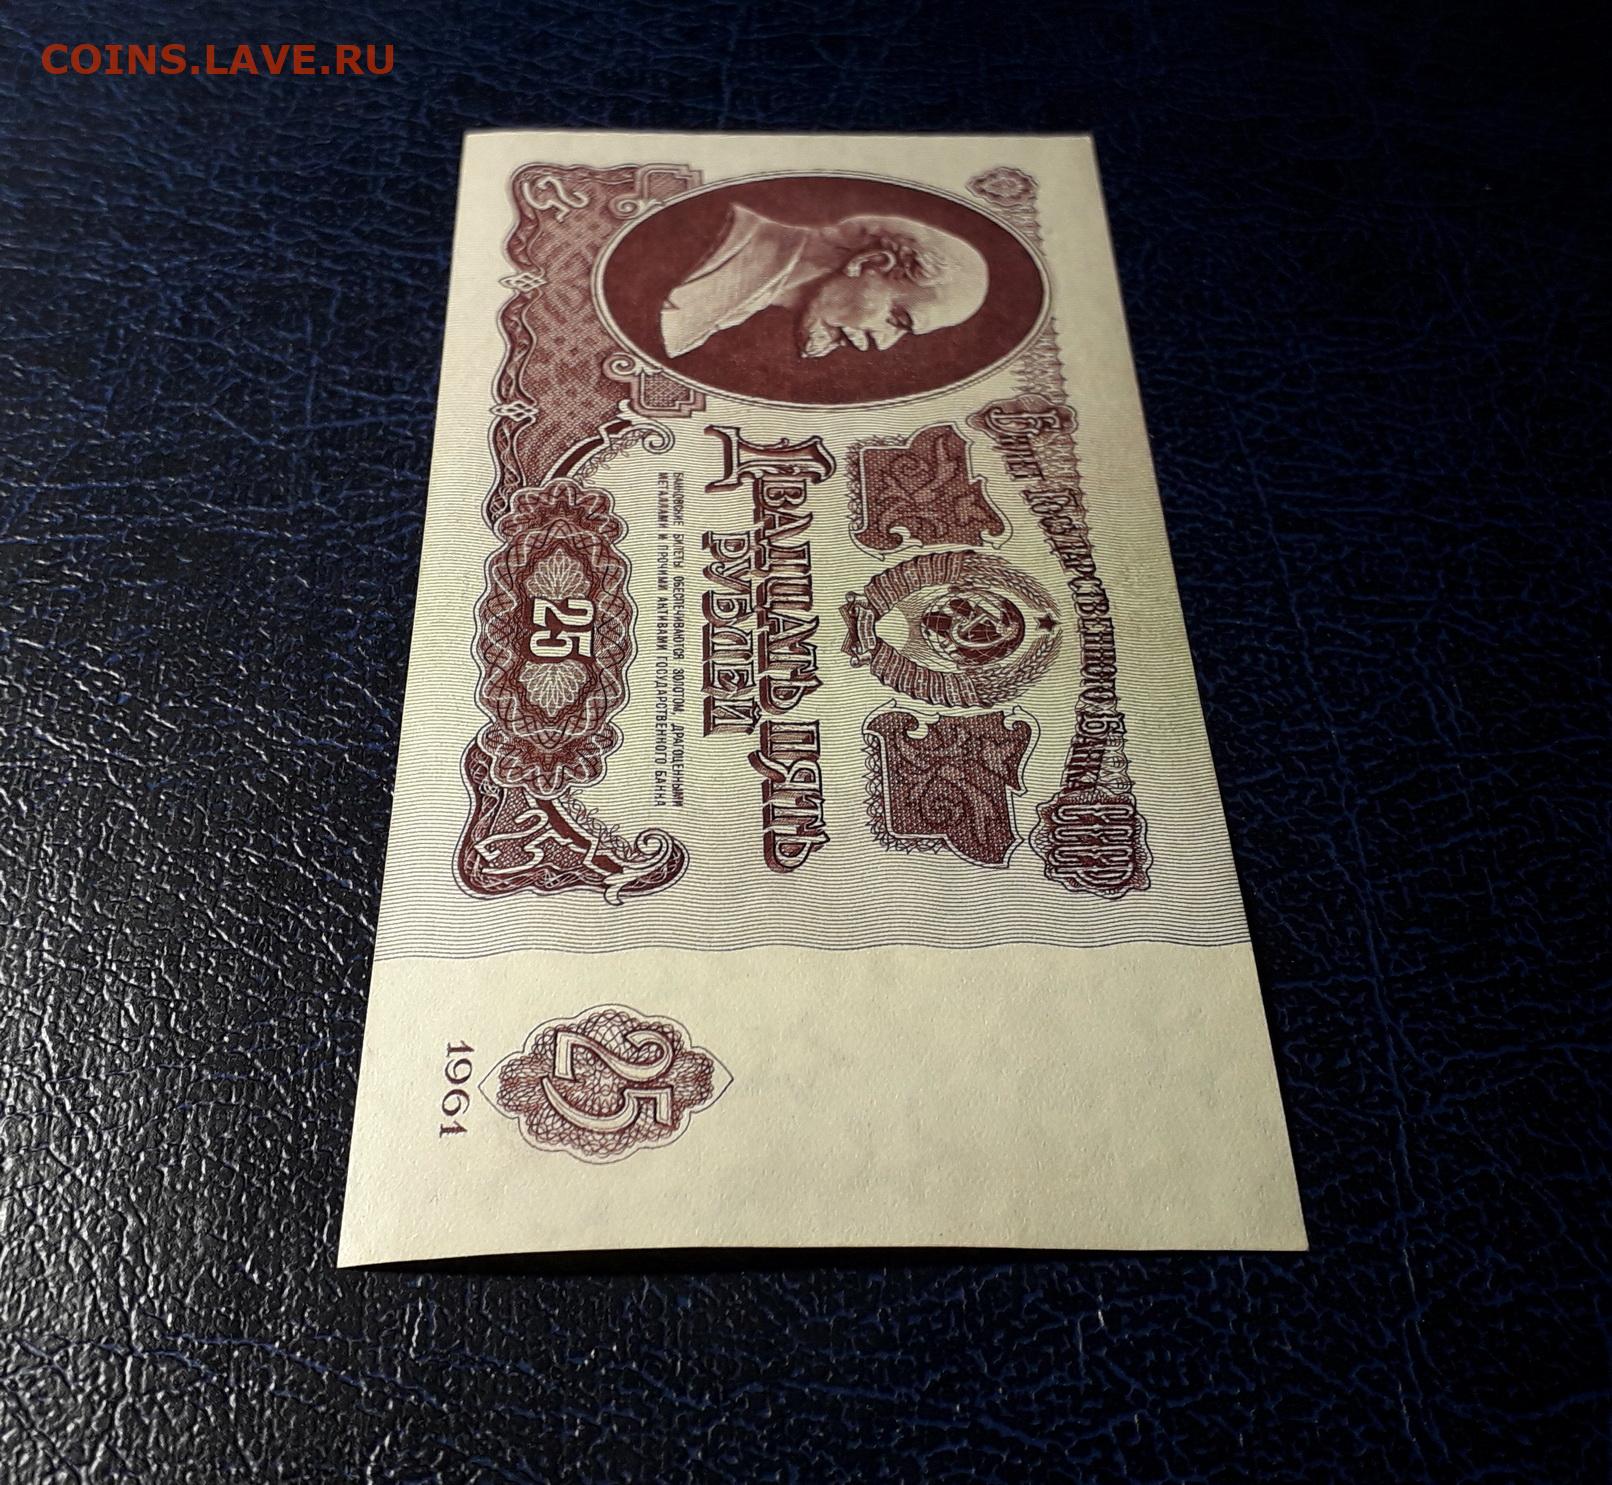 COINS.LAVE.RU
Билет Государственного Банка СССР
Двадцать пять
рублей
БАНКОВСКИЕ БИЛЕТЫ ОБЕСПЕЧИВАЮТСЯ ЗОЛОТОМ, ДРАГОЦЕННЫМИ
МЕТАЛЛАМИ И ПРОЧИМИ АКТИВАМИ ГОСУДАРСТВЕННОГО БАНКА
25
25
1961